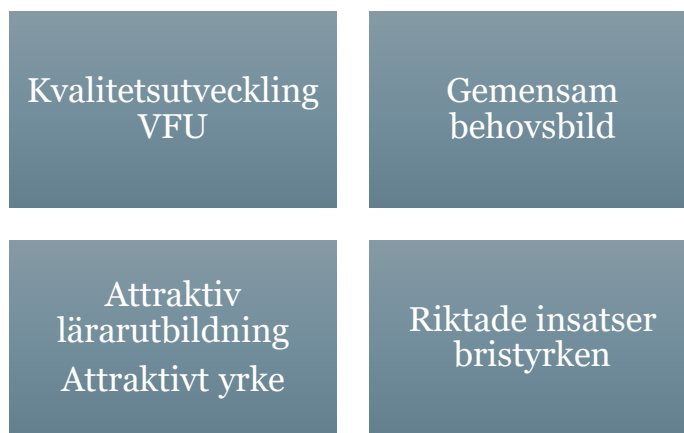 Kvalitetsutveckling
VFU
Gemensam
behovsbild
Attraktiv
lärarutbildning
Attraktivt yrke
Riktade insatser
bristyrken